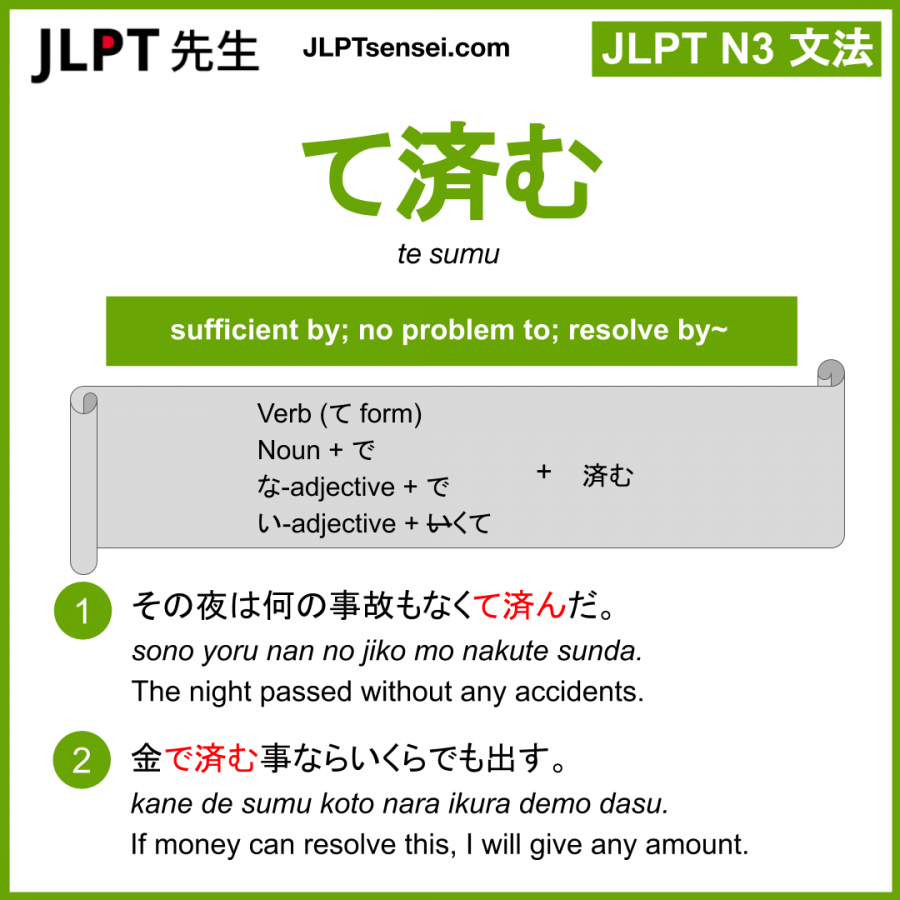 JLPT 先生
JLPTsensei.com
JLPT N3 文法
て済む
te sumu
sufficient by; no problem to; resolve by~
Verb (て form)
Noun + で
な-adjective + で
い-adjective + いくて
+ 済む
1 その夜は何の事故もなくて済んだ。
sono yoru nan no jiko mo nakute sunda.
The night passed without any accidents.
2 金で済む事ならいくらでも出す。
kane de sumu koto nara ikura demo dasu.
If money can resolve this, I will give any amount.